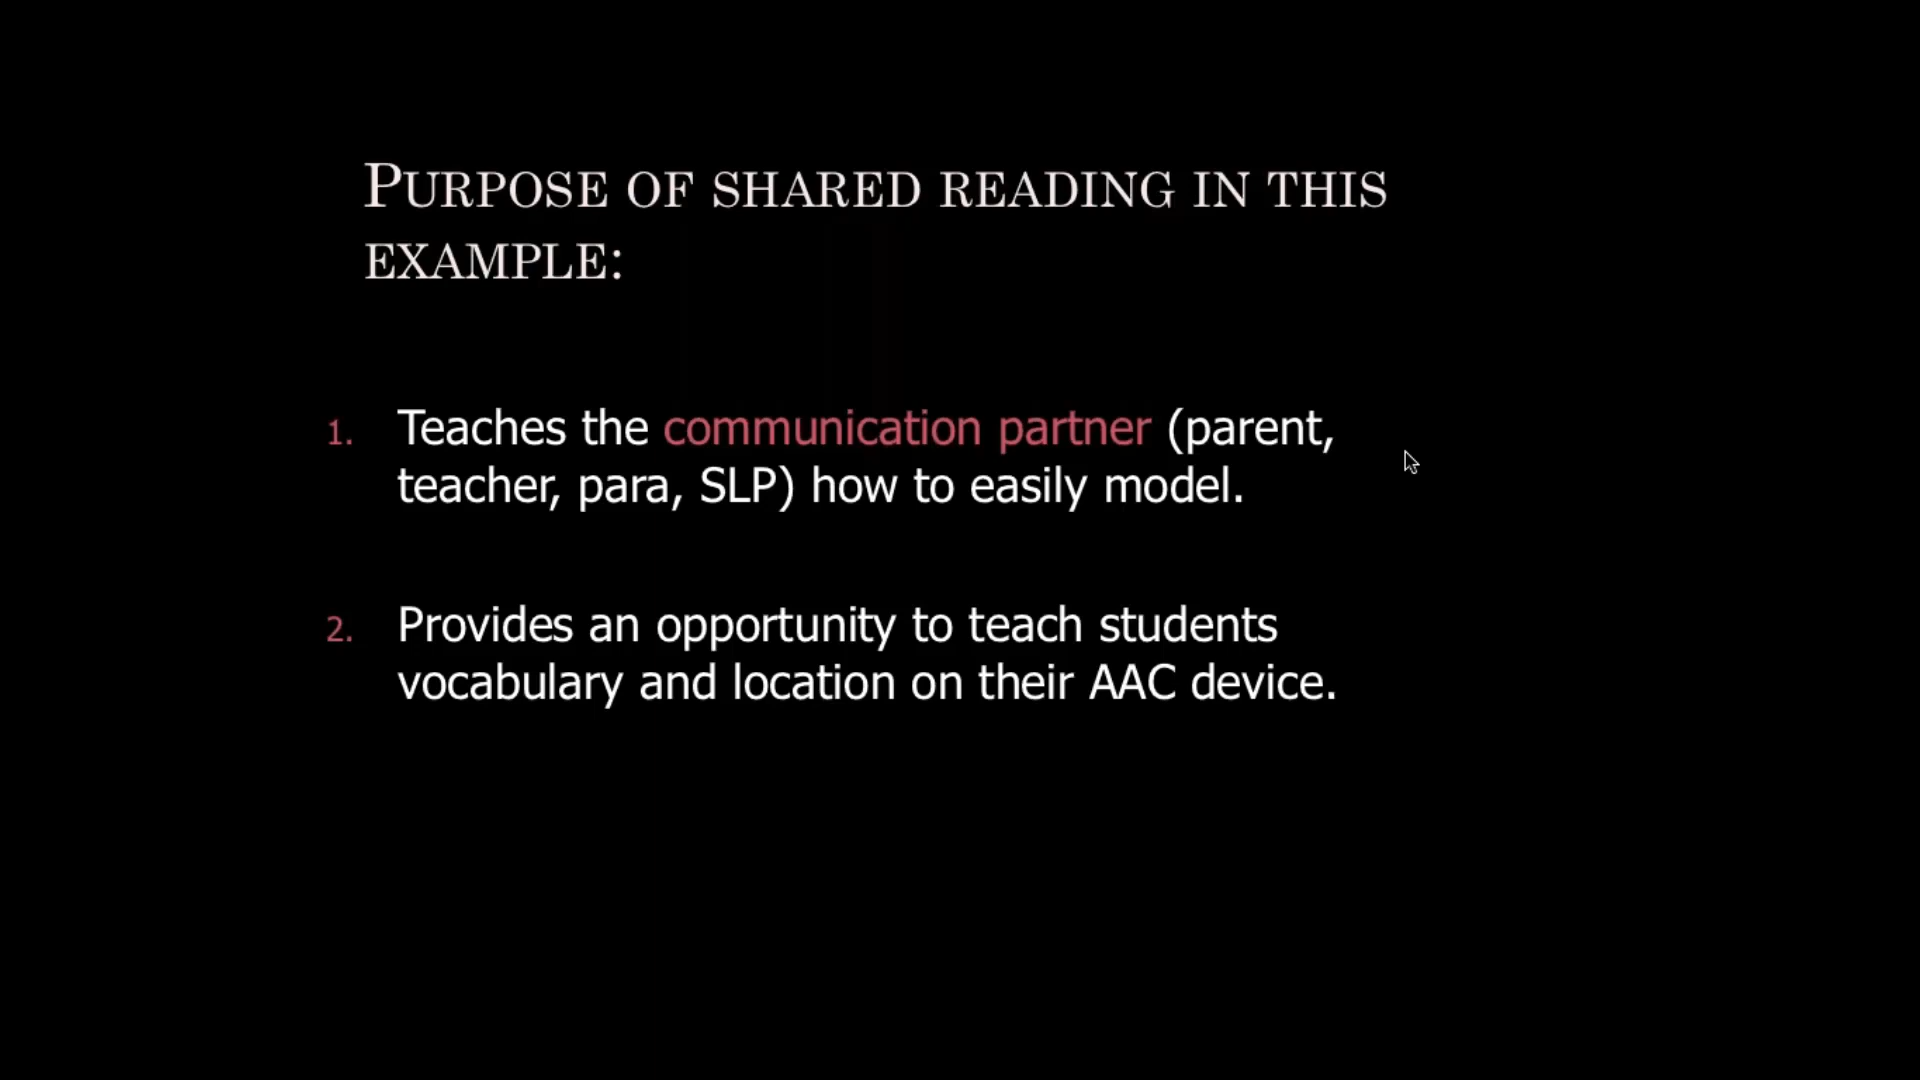 Purpose of shared reading in this
example:
1. Teaches the communication partner (parent,
teacher, para, SLP) how to easily model.
2. Provides an opportunity to teach students
vocabulary and location on their AAC device.